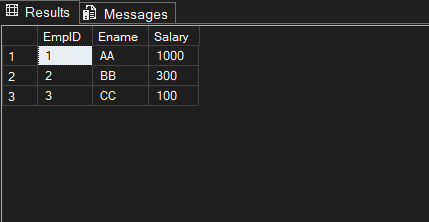 Results Messages
EmpID Ename Salary
1 1 AA 1000
2 2 BB 300
3 3 CC 100